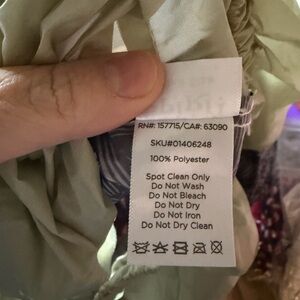 RN#: 157715/CA#: 63090
SKU#01406248
100% Polyester
Spot Clean Only
Do Not Wash
Do Not Bleach
Do Not Dry
Do Not Iron
Do Not Dry Clean